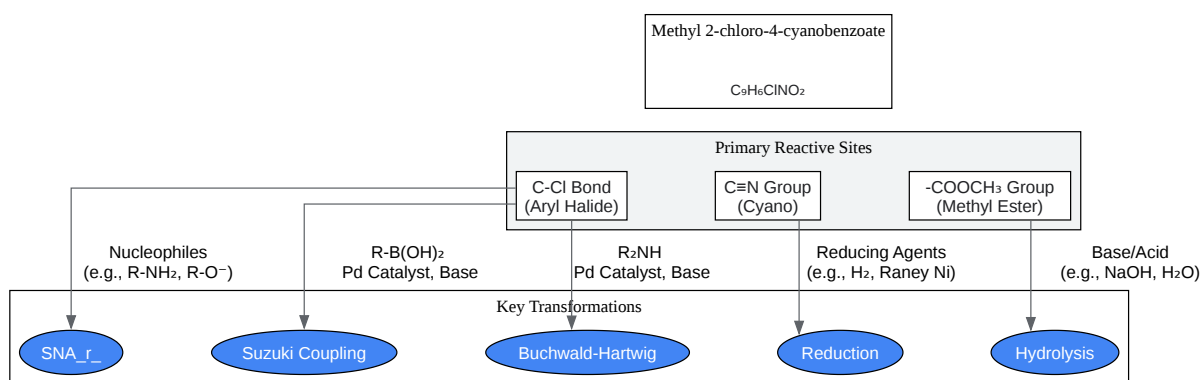 Methyl 2-chloro-4-cyanobenzoate
C₉H₆ClNO₂
Primary Reactive Sites
C-Cl Bond
(Aryl Halide)
C≡N Group
(Cyano)
-COOCH₃ Group
(Methyl Ester)
Nucleophiles
(e.g., R-NH₂, R-O⁻)
R-B(OH)₂
Pd Catalyst, Base
R₂NH
Pd Catalyst, Base
Reducing Agents
(e.g., H₂, Raney Ni)
Base/Acid
(e.g., NaOH, H₂O)
Key Transformations
SNA_r_
Suzuki Coupling
Buchwald-Hartwig
Reduction
Hydrolysis